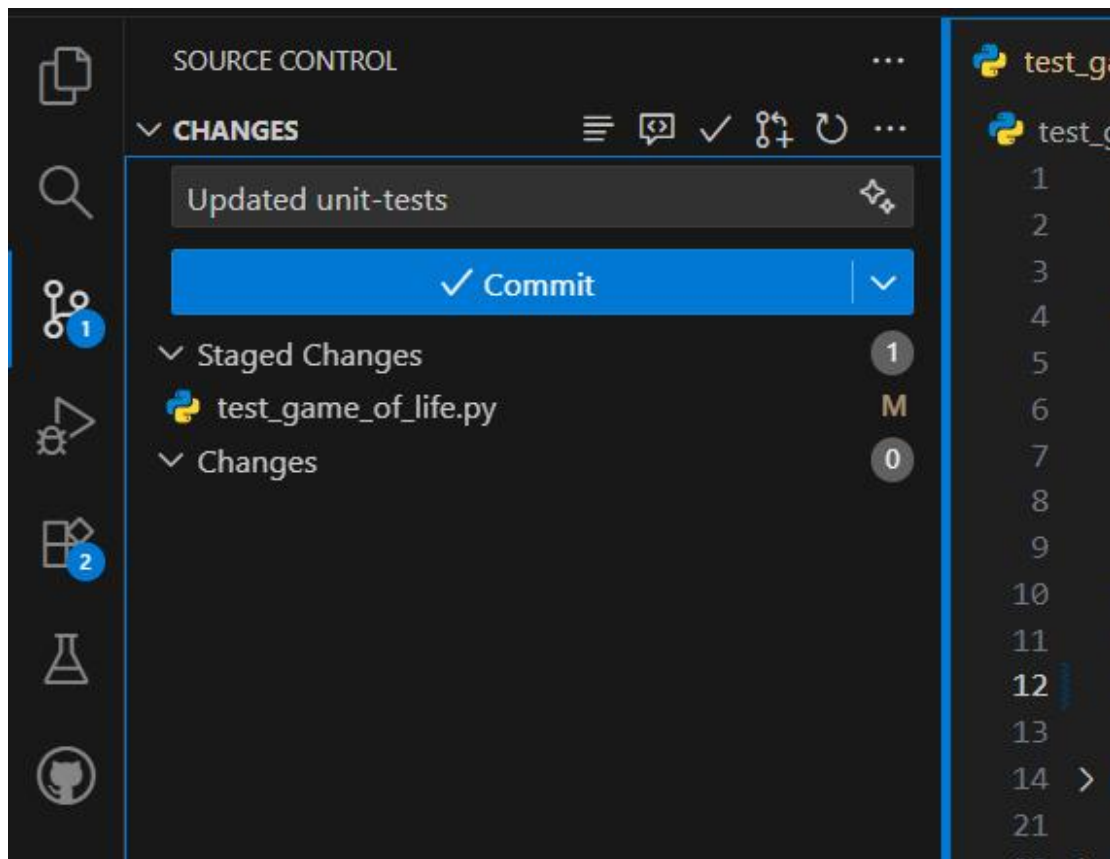 SOURCE CONTROL
CHANGES
Updated unit-tests
Commit
Staged Changes 1
test_game_of_life.py M
Changes 0
1
2
test_ga
test_g
1
2
3
4
5
6
7
8
9
10
11
12
13
14
21